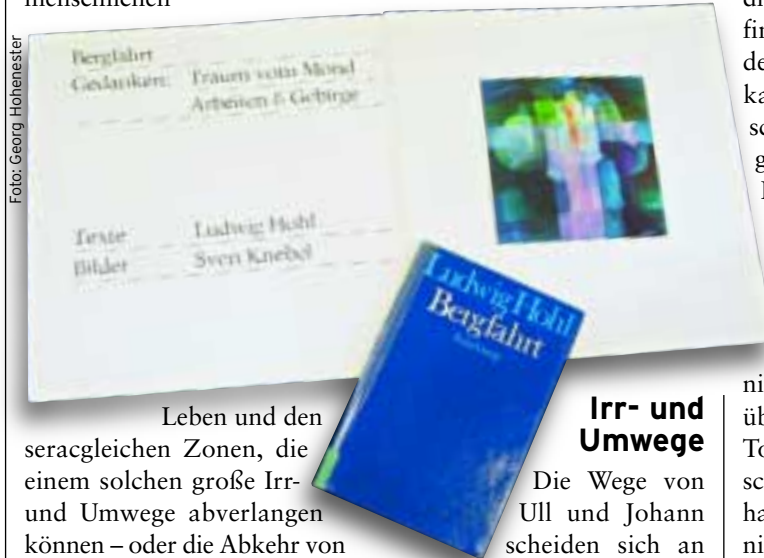 menschlichen
Foto: Georg Hohenester
Bergfahrt
Gedanken: Traum vom Mond
Arbeiten & Gebirge
Texte Ludwig Hohl
Bilder Sven Knebel
Ludwig Hohl
Bergfahrt
Suhrkamp
Leben und den
seracgleichen Zonen, die
einem solchen große Irr-
und Umwege abverlangen
können – oder die Abkehr von
Irr- und
Umwege
Die Wege von
Ull und Johann
scheiden sich an